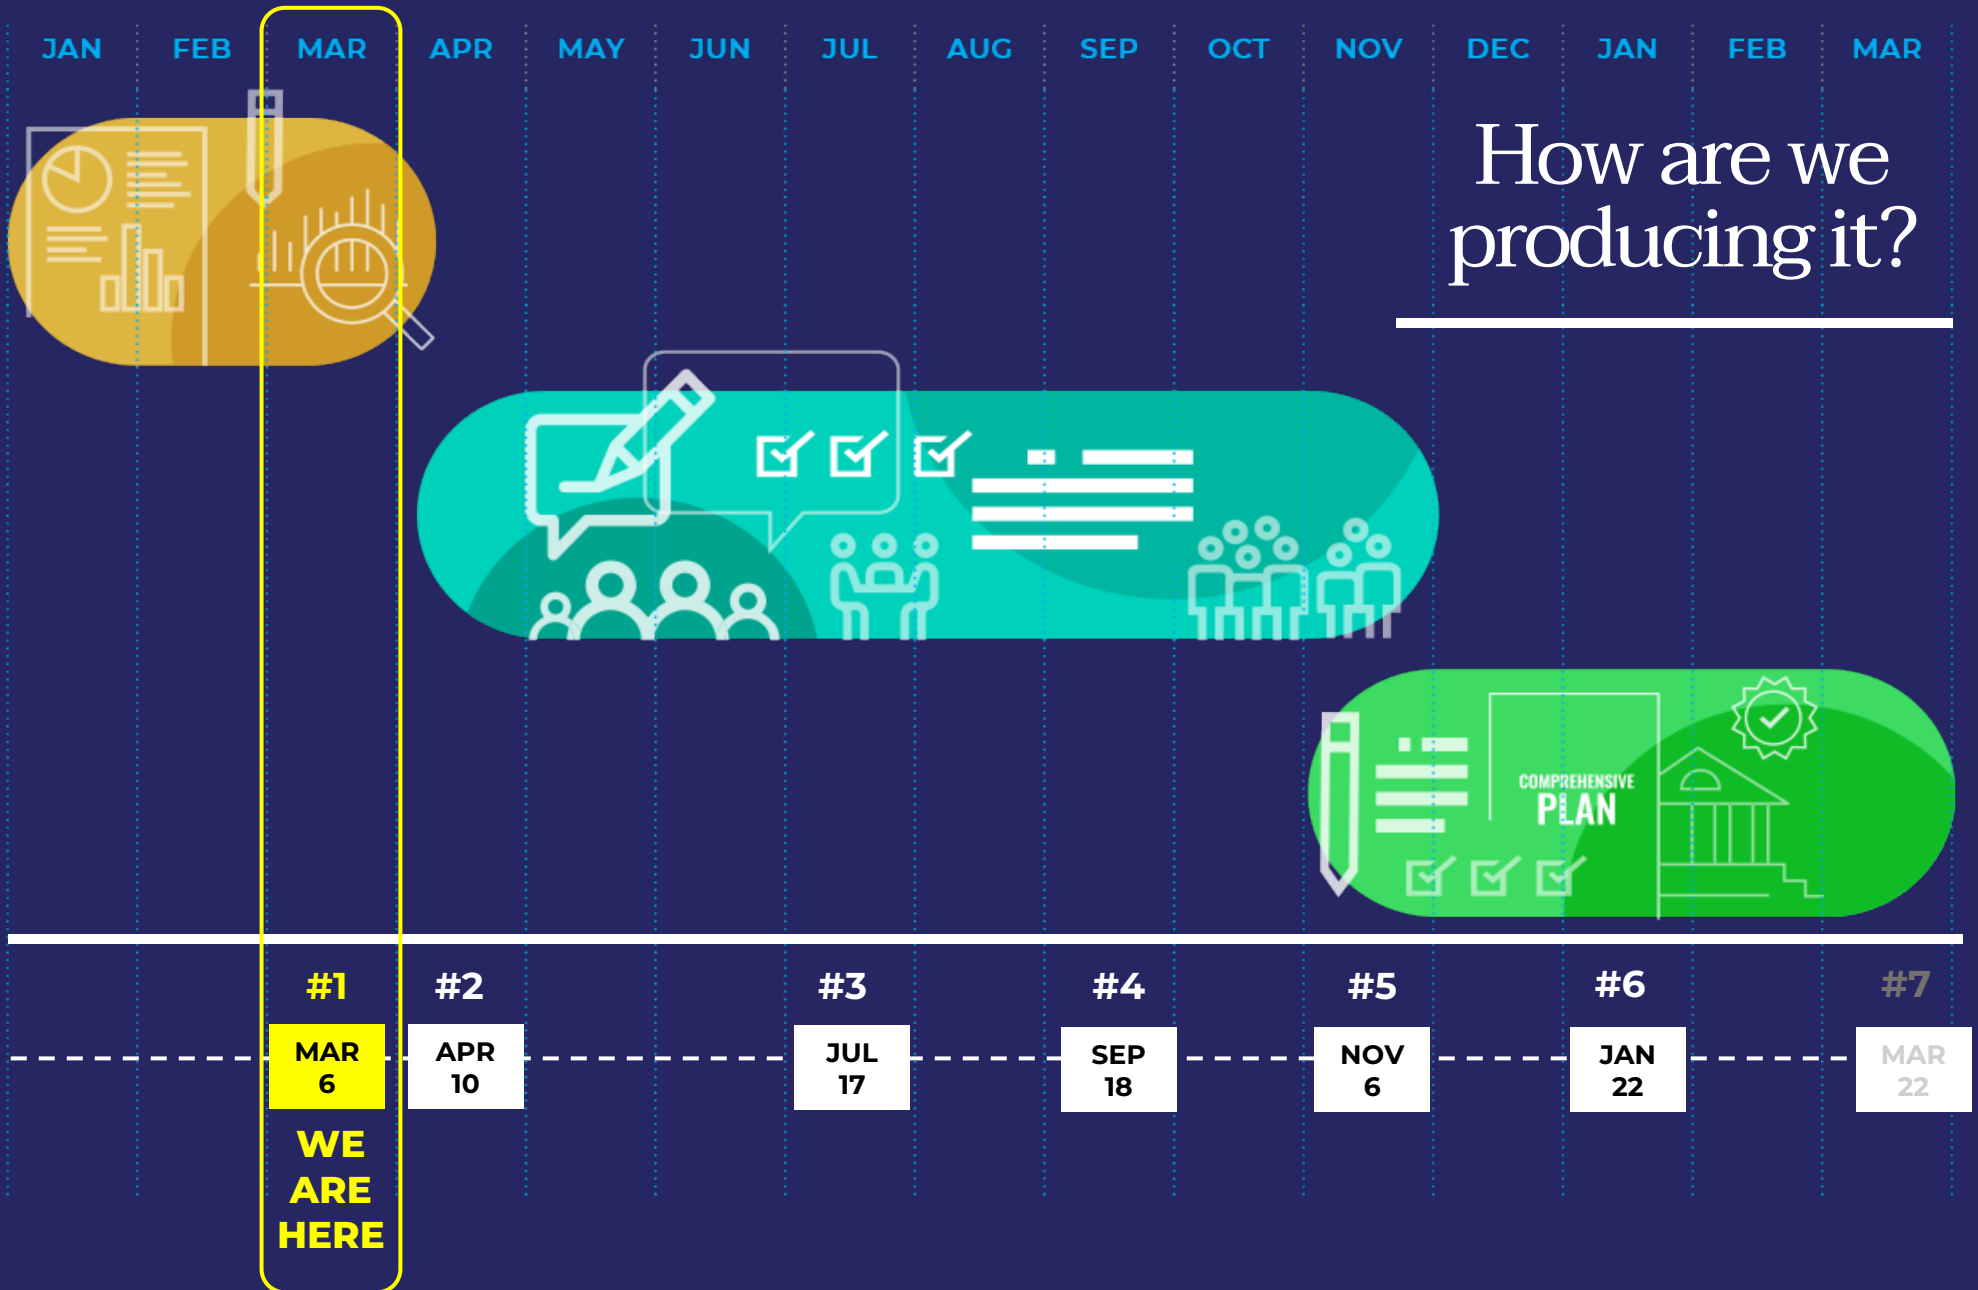 JAN FEB MAR APR MAY JUN JUL AUG SEP OCT NOV DEC JAN FEB MAR
How are we
producing it?
COMPREHENSIVE
PLAN
#1 #2 #3 #4 #5 #6 #7
MAR APR JUL SEP NOV JAN MAR
6 10 17 18 6 22 22
WE
ARE
HERE